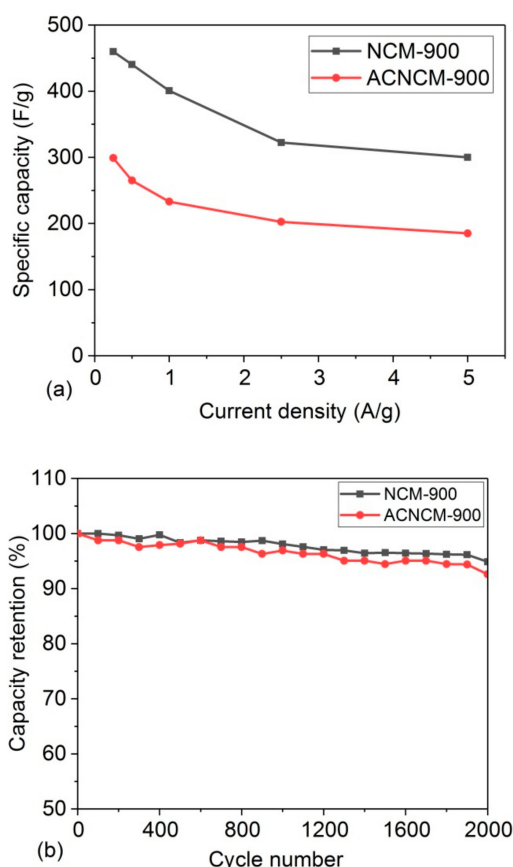 500
400
300
200
100
0
Specific capacity (F/g)
NCM-900
ACNCM-900
0 1 2 3 4 5
Current density (A/g)
(a)
110
100
90
80
70
60
50
Capacity retention (%)
NCM-900
ACNCM-900
0 400 800 1200 1600 2000
Cycle number
(b)